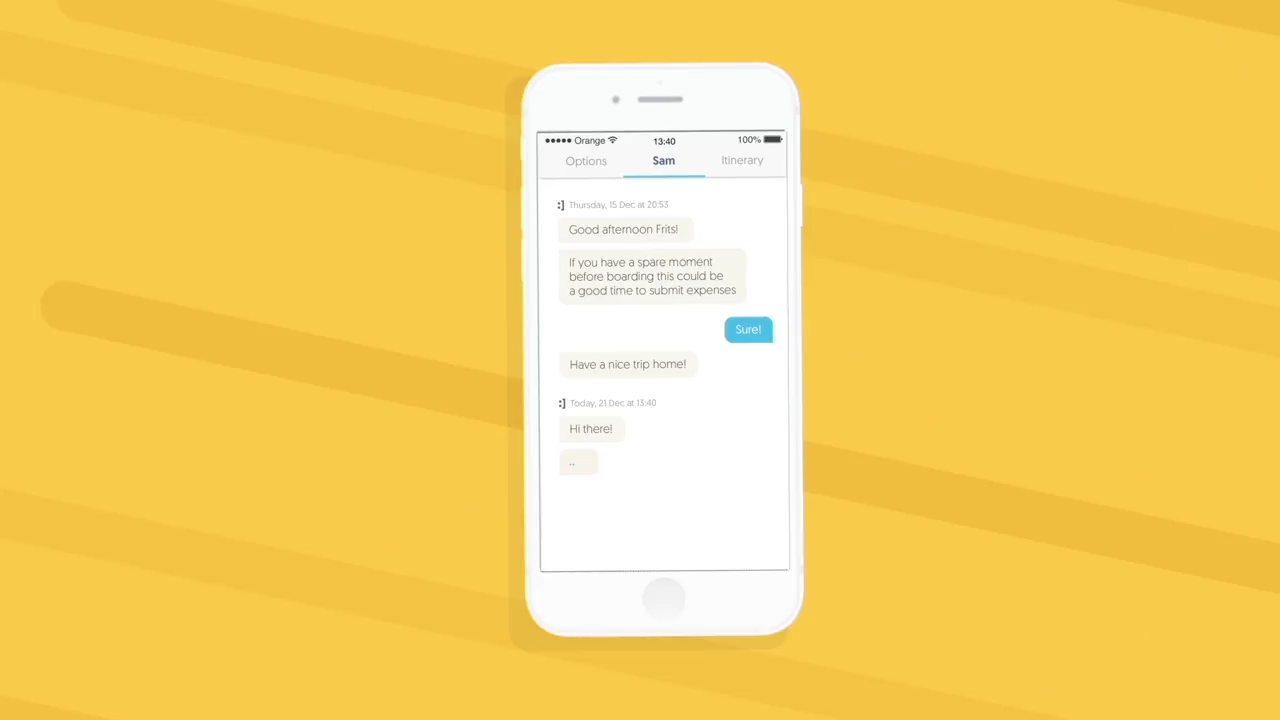 Orange 13:40 100%
Options Sam Itinerary
:] Thursday, 15 Dec at 20:53
Good afternoon Frits!
If you have a spare moment
before boarding this could be
a good time to submit expenses
Sure!
Have a nice trip home!
:] Today, 21 Dec at 13:40
Hi there!
..